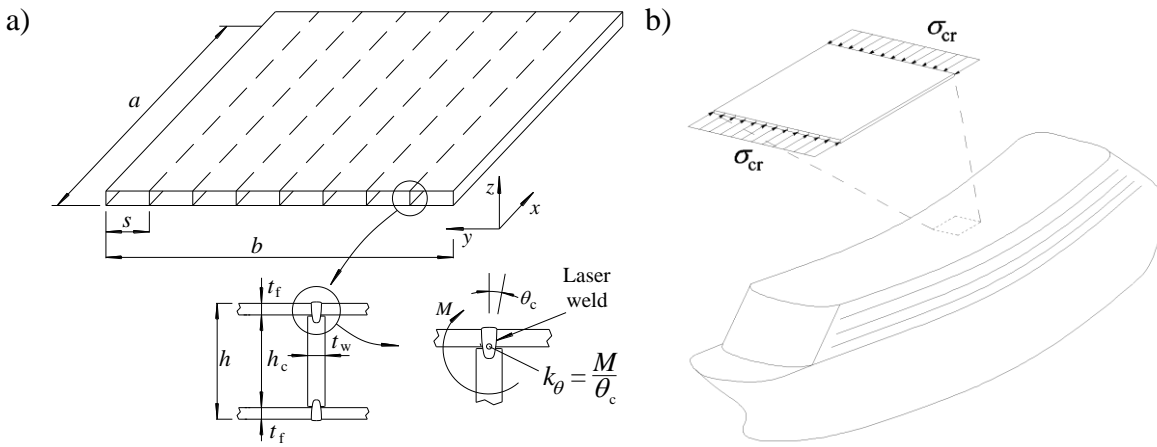 a)
a
s
b
z
x
y
t_f
h
h_c
t_w
t_f
M
θ_c
Laser
weld
k_θ = M/θ_c
b)
σ_cr
σ_cr